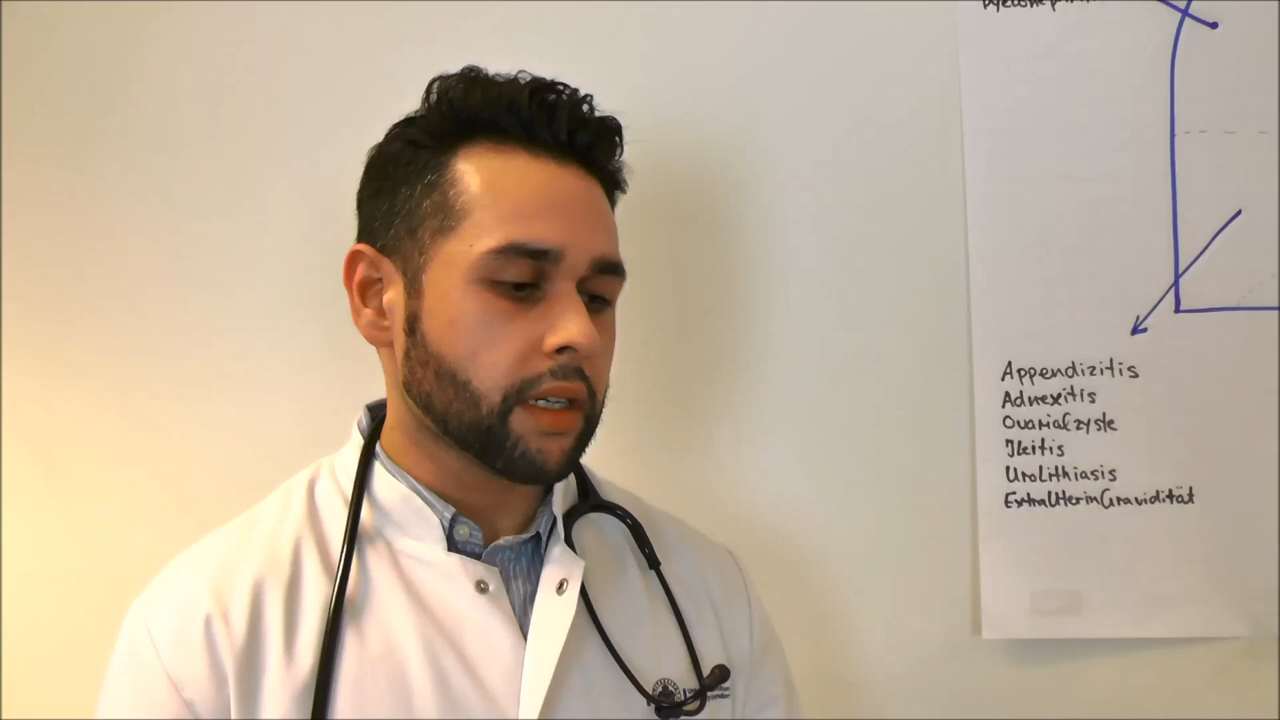 Appendizitis
Adnexitis
Ovarialzyste
Ileitis
Urolithiasis
ExtraUterinGravidität